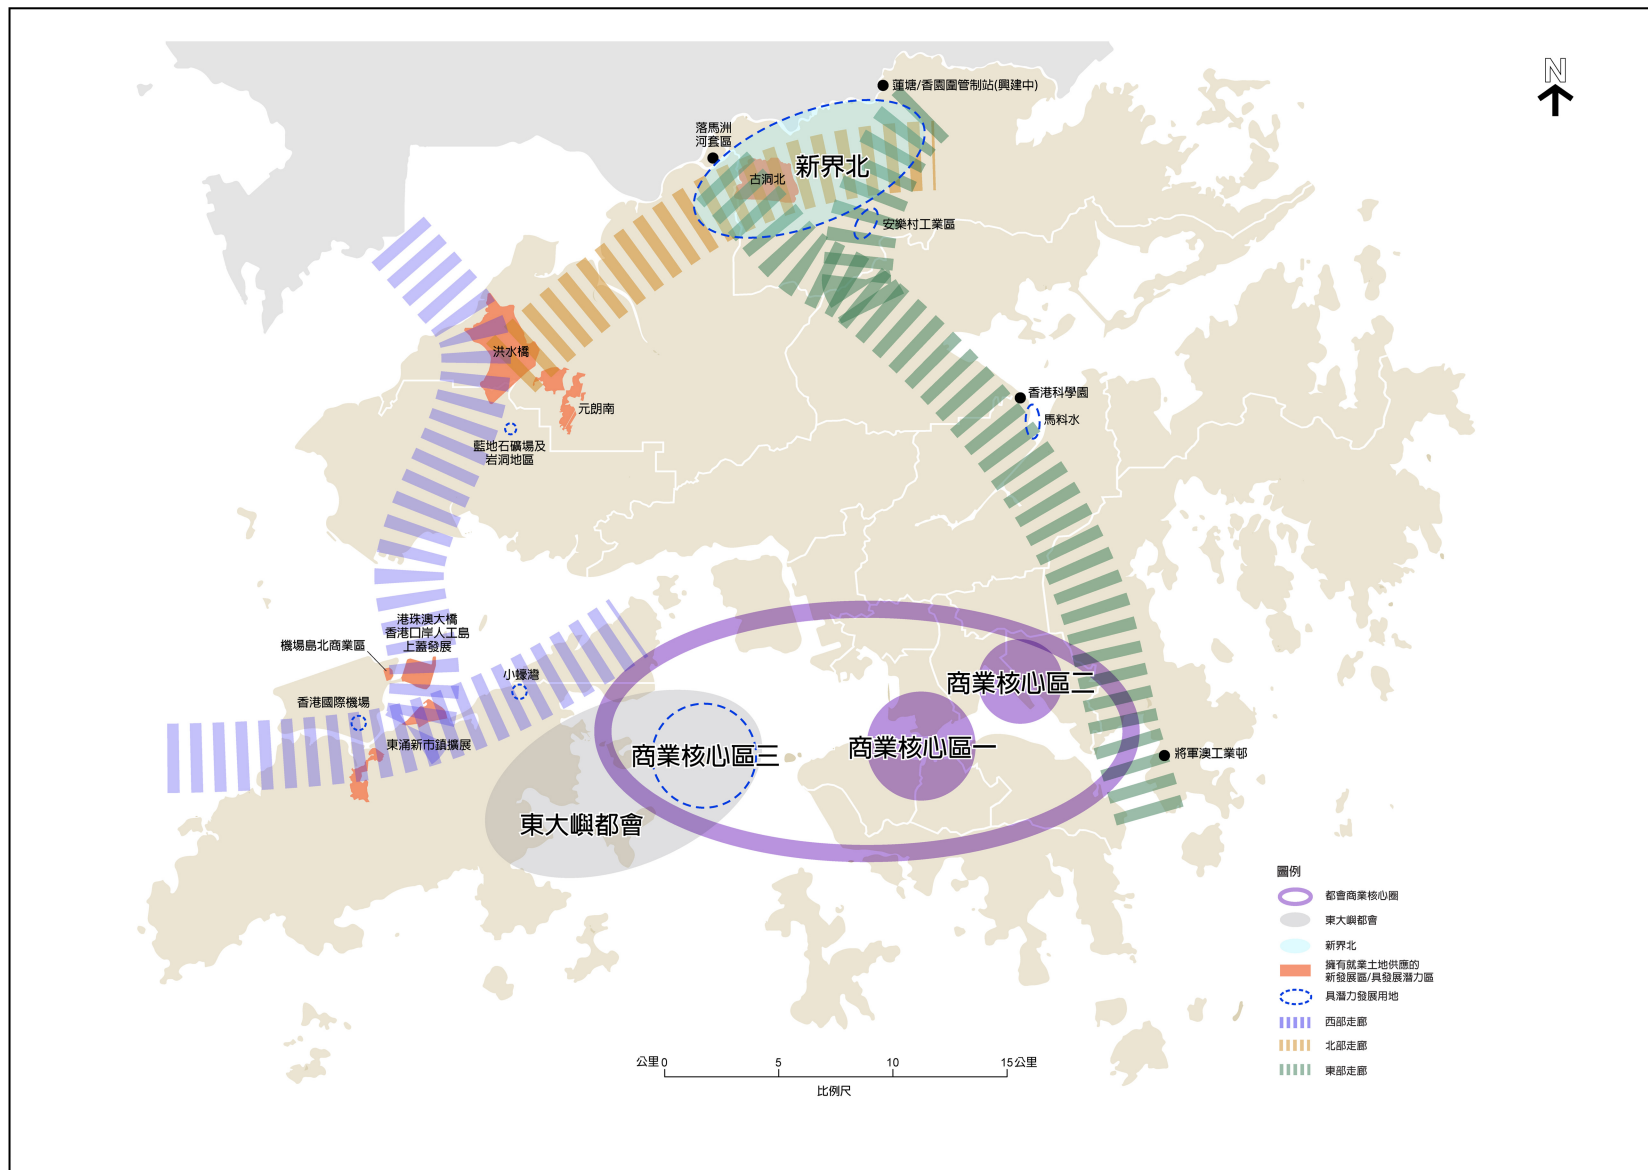 N
蓮塘/香園圍管制站(興建中)
落馬洲
河套區
新界北
古洞北
安樂村工業區
洪水橋
元朗南
藍地石礦場及
岩洞地區
香港科學園
馬料水
港珠澳大橋
香港口岸人工島
上蓋發展
機場島北商業區
小蠔灣
香港國際機場
東涌新市鎮擴展
商業核心區二
商業核心區一
商業核心區三
將軍澳工業邨
東大嶼都會
圖例
都會商業核心圈
東大嶼都會
新界北
擁有就業土地供應的
新發展區/具發展潛力區
具潛力發展用地
西部走廊
北部走廊
東部走廊
公里 0 5 10 15 公里
比例尺